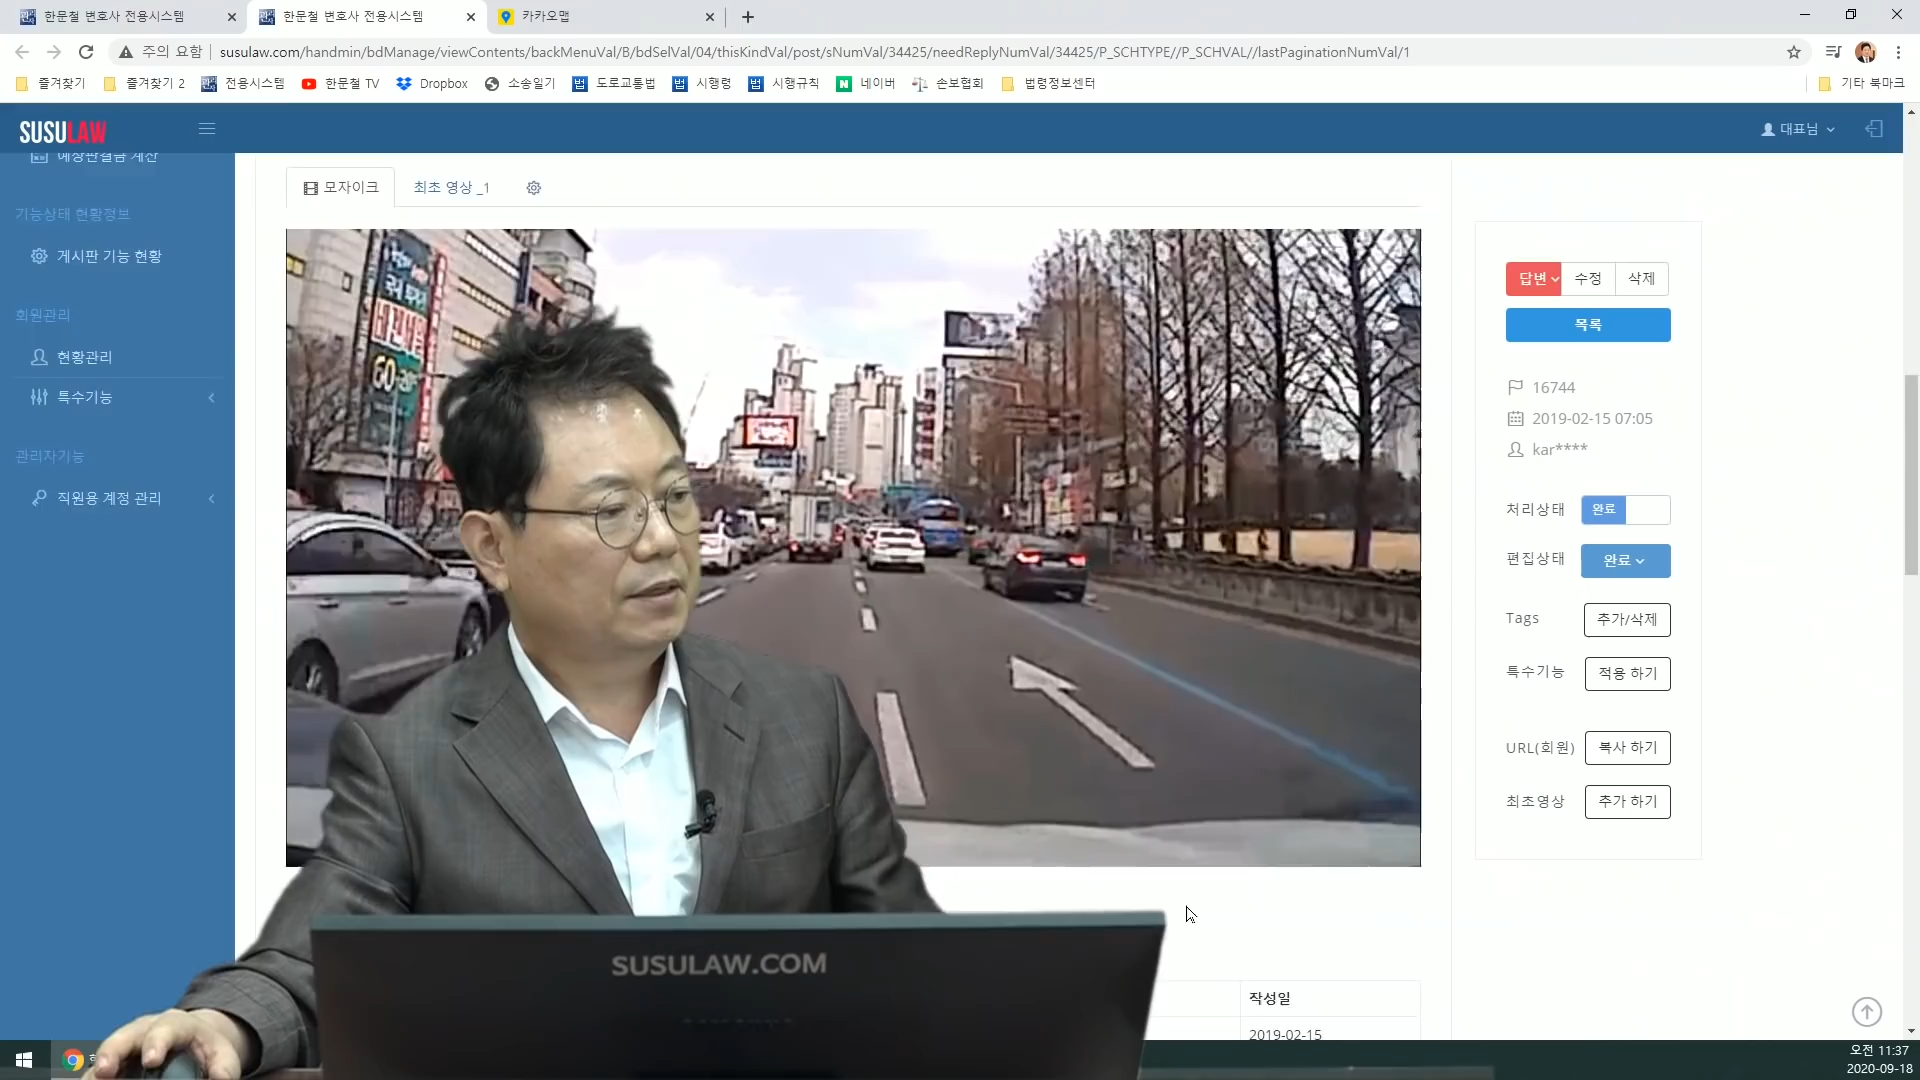 한문철 변호사 전용시스템
한문철 변호사 전용시스템
카카오맵
주의 요함
susulaw.com/handmin/bdManage/viewContents/backMenuVal/B/bdSelVal/04/thisKindVal/post/sNumVal/34425/needReplyNumVal/34425/P_SCHTYPE//P_SCHVAL//lastPaginationNumVal/1
즐겨찾기
즐겨찾기 2
전용시스템
한문철 TV
Dropbox
소송일기
법 도로교통법
법 시행령
법 시행규칙
N 네이버
손보협회
법령정보센터
기타 북마크
SUSULAW
대표님
예상판결금 계산
기능상태 현황정보
게시판 기능 현황
회원관리
현황관리
특수기능
관리자기능
직원용 계정 관리
모자이크
최초 영상 _1
답변
수정
삭제
목록
16744
2019-02-15 07:05
kar****
처리상태
완료
편집상태
완료
Tags
추가/삭제
특수기능
적용 하기
URL(회원)
복사 하기
최초영상
추가 하기
SUSULAW.COM
작성일
2019-02-15
오전 11:37
2020-09-18